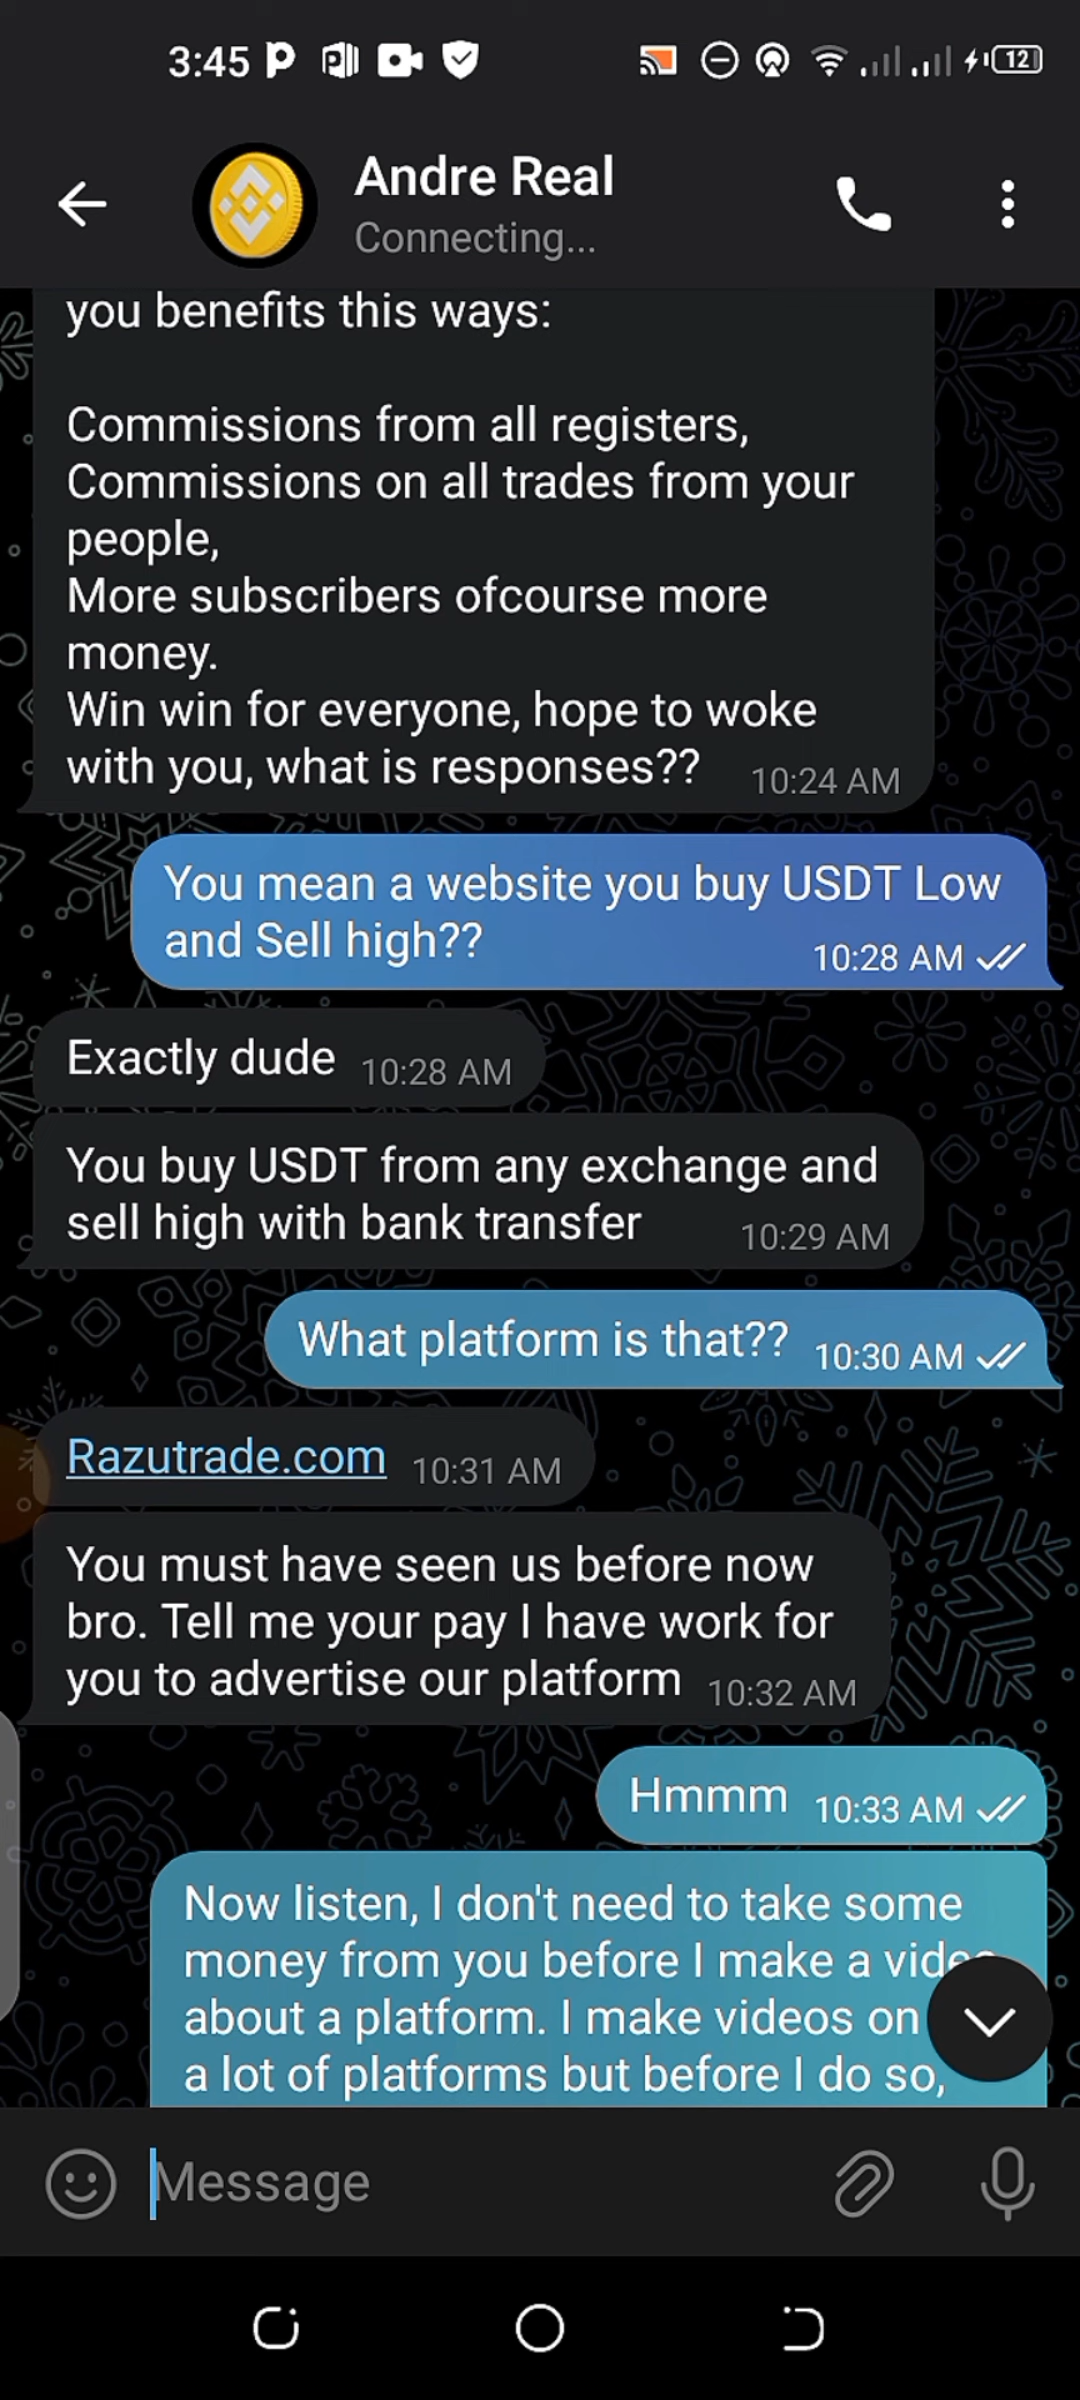 3:45
12
Andre Real
Connecting...
you benefits this ways:
Commissions from all registers,
Commissions on all trades from your
people,
More subscribers ofcourse more
money.
Win win for everyone, hope to woke
with you, what is responses??
10:24 AM
You mean a website you buy USDT Low
and Sell high??
10:28 AM
Exactly dude 10:28 AM
You buy USDT from any exchange and
sell high with bank transfer
10:29 AM
What platform is that?? 10:30 AM
Razutrade.com 10:31 AM
You must have seen us before now
bro. Tell me your pay I have work for
you to advertise our platform 10:32 AM
Hmmm 10:33 AM
Now listen, I don't need to take some
money from you before I make a video
about a platform. I make videos on
a lot of platforms but before I do so,
Message